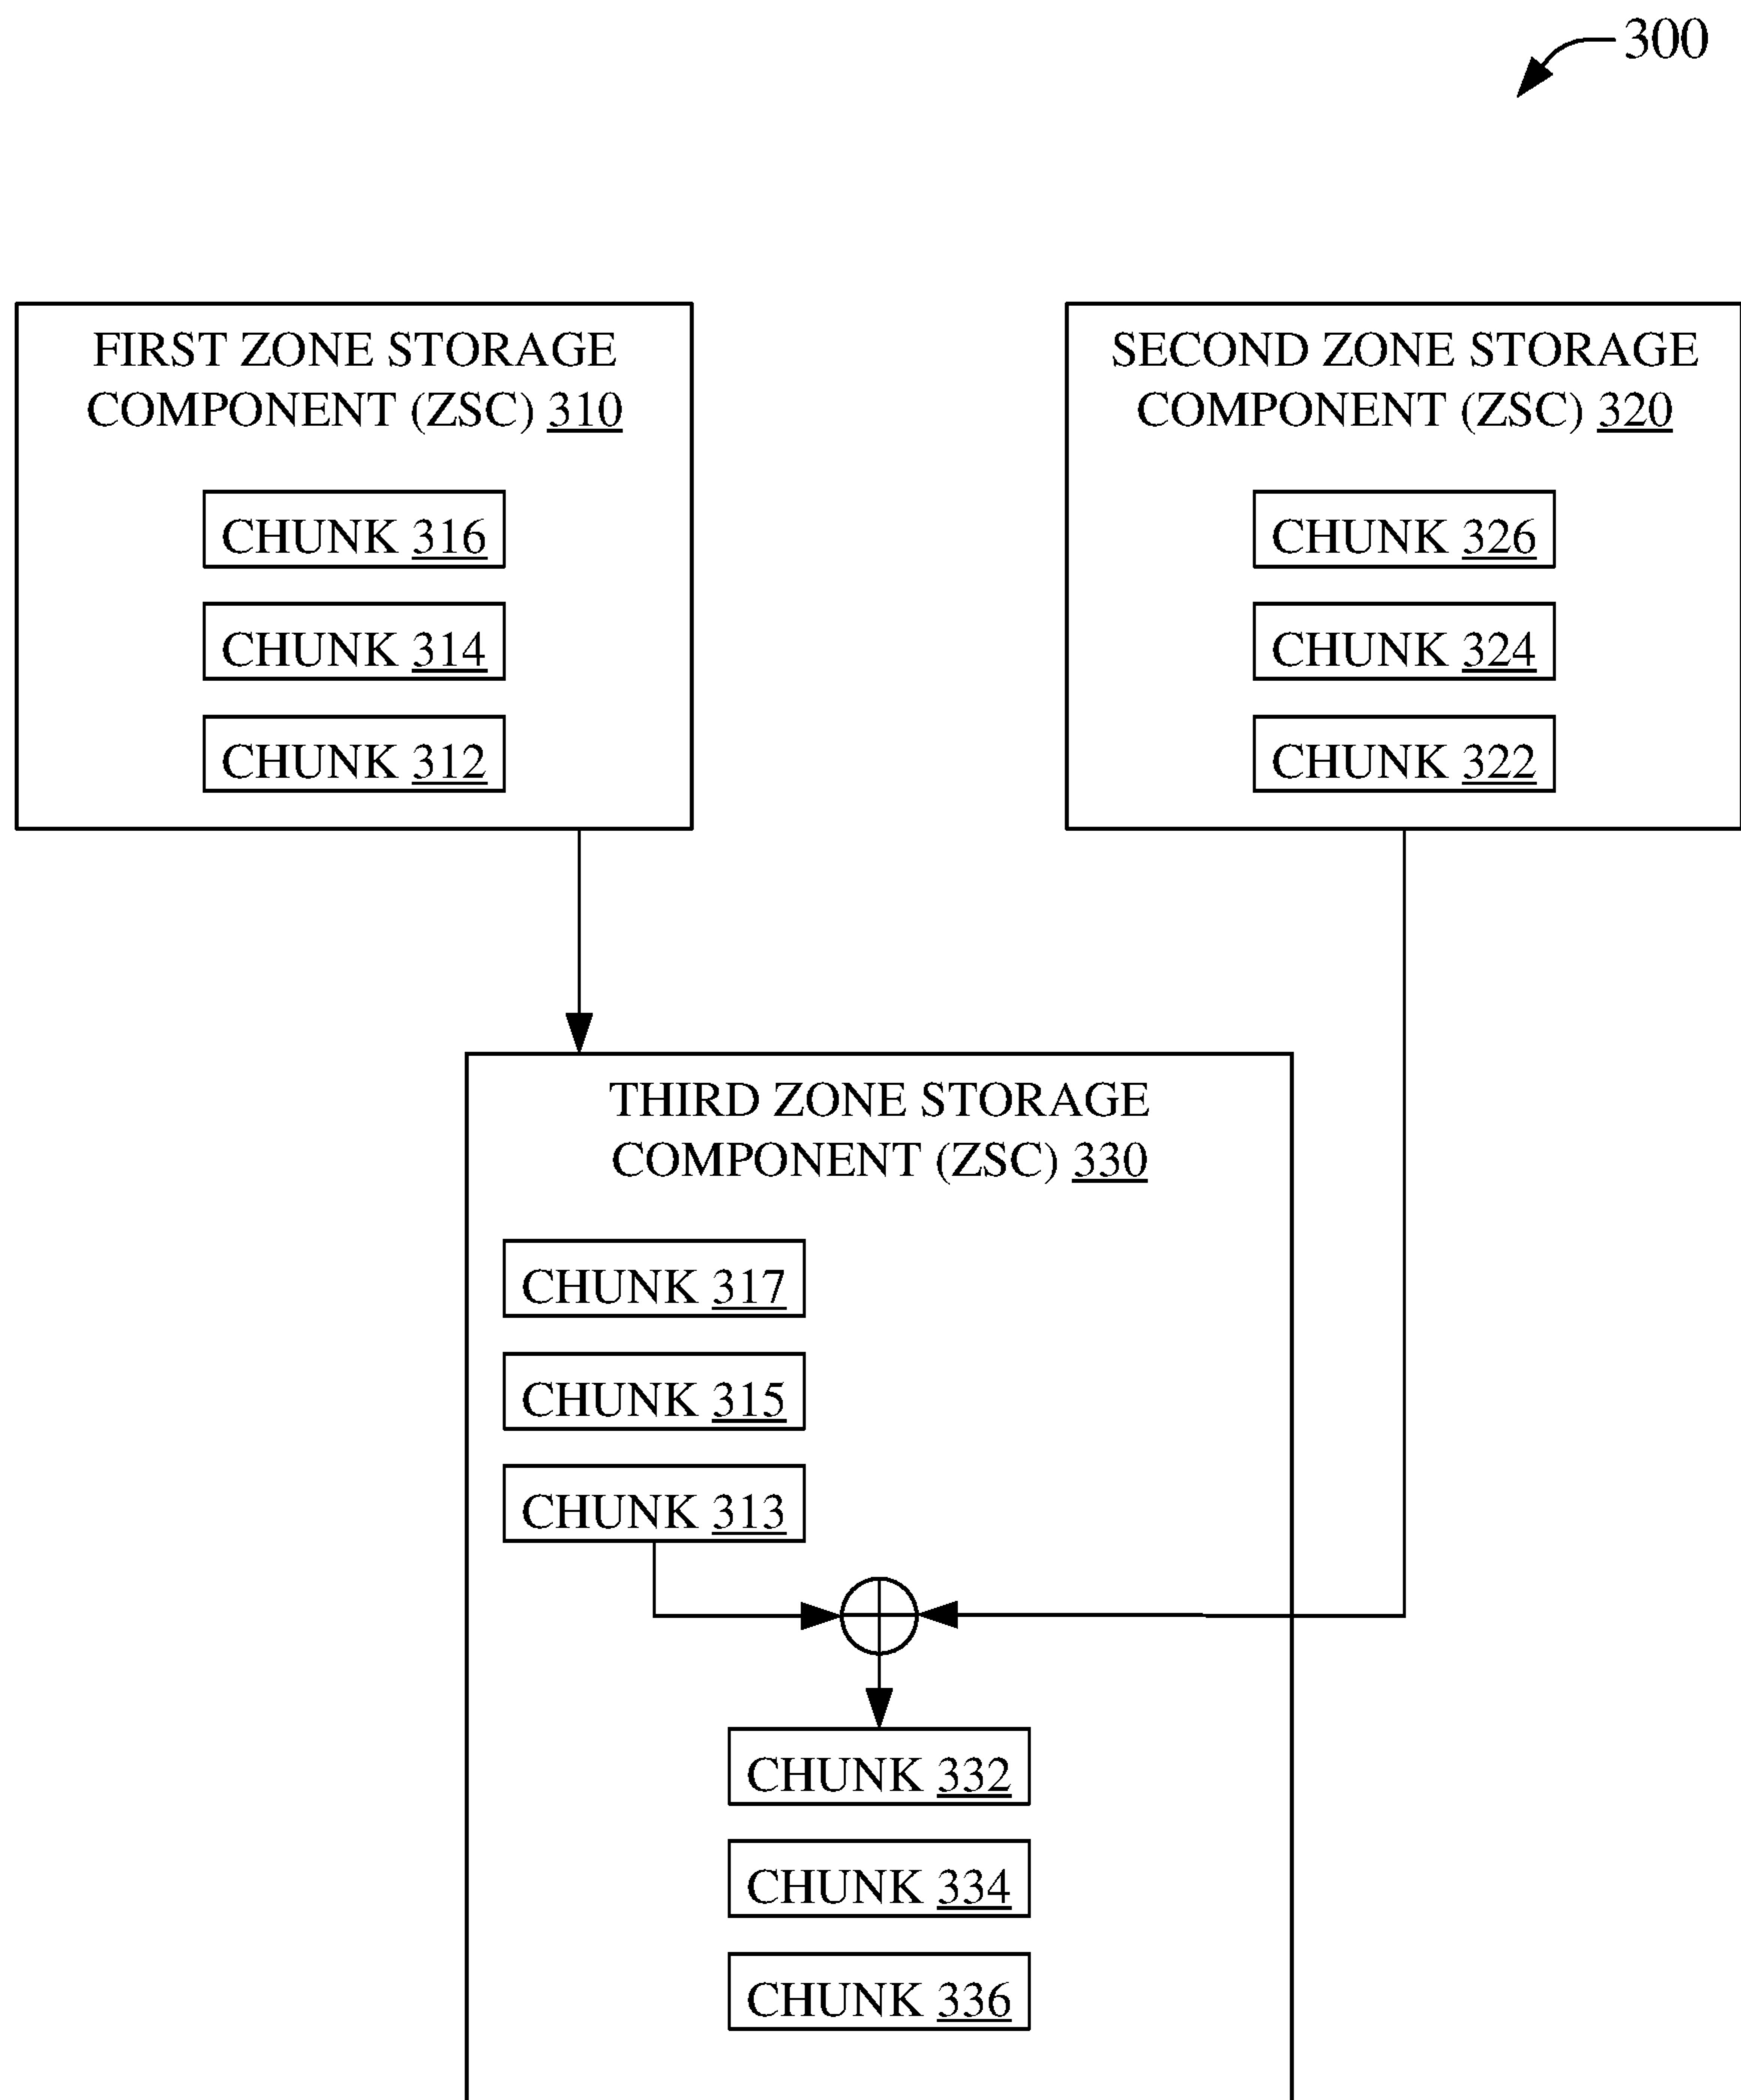 300
FIRST ZONE STORAGE
COMPONENT (ZSC) 310
CHUNK 316
CHUNK 314
CHUNK 312
SECOND ZONE STORAGE
COMPONENT (ZSC) 320
CHUNK 326
CHUNK 324
CHUNK 322
THIRD ZONE STORAGE
COMPONENT (ZSC) 330
CHUNK 317
CHUNK 315
CHUNK 313
CHUNK 332
CHUNK 334
CHUNK 336